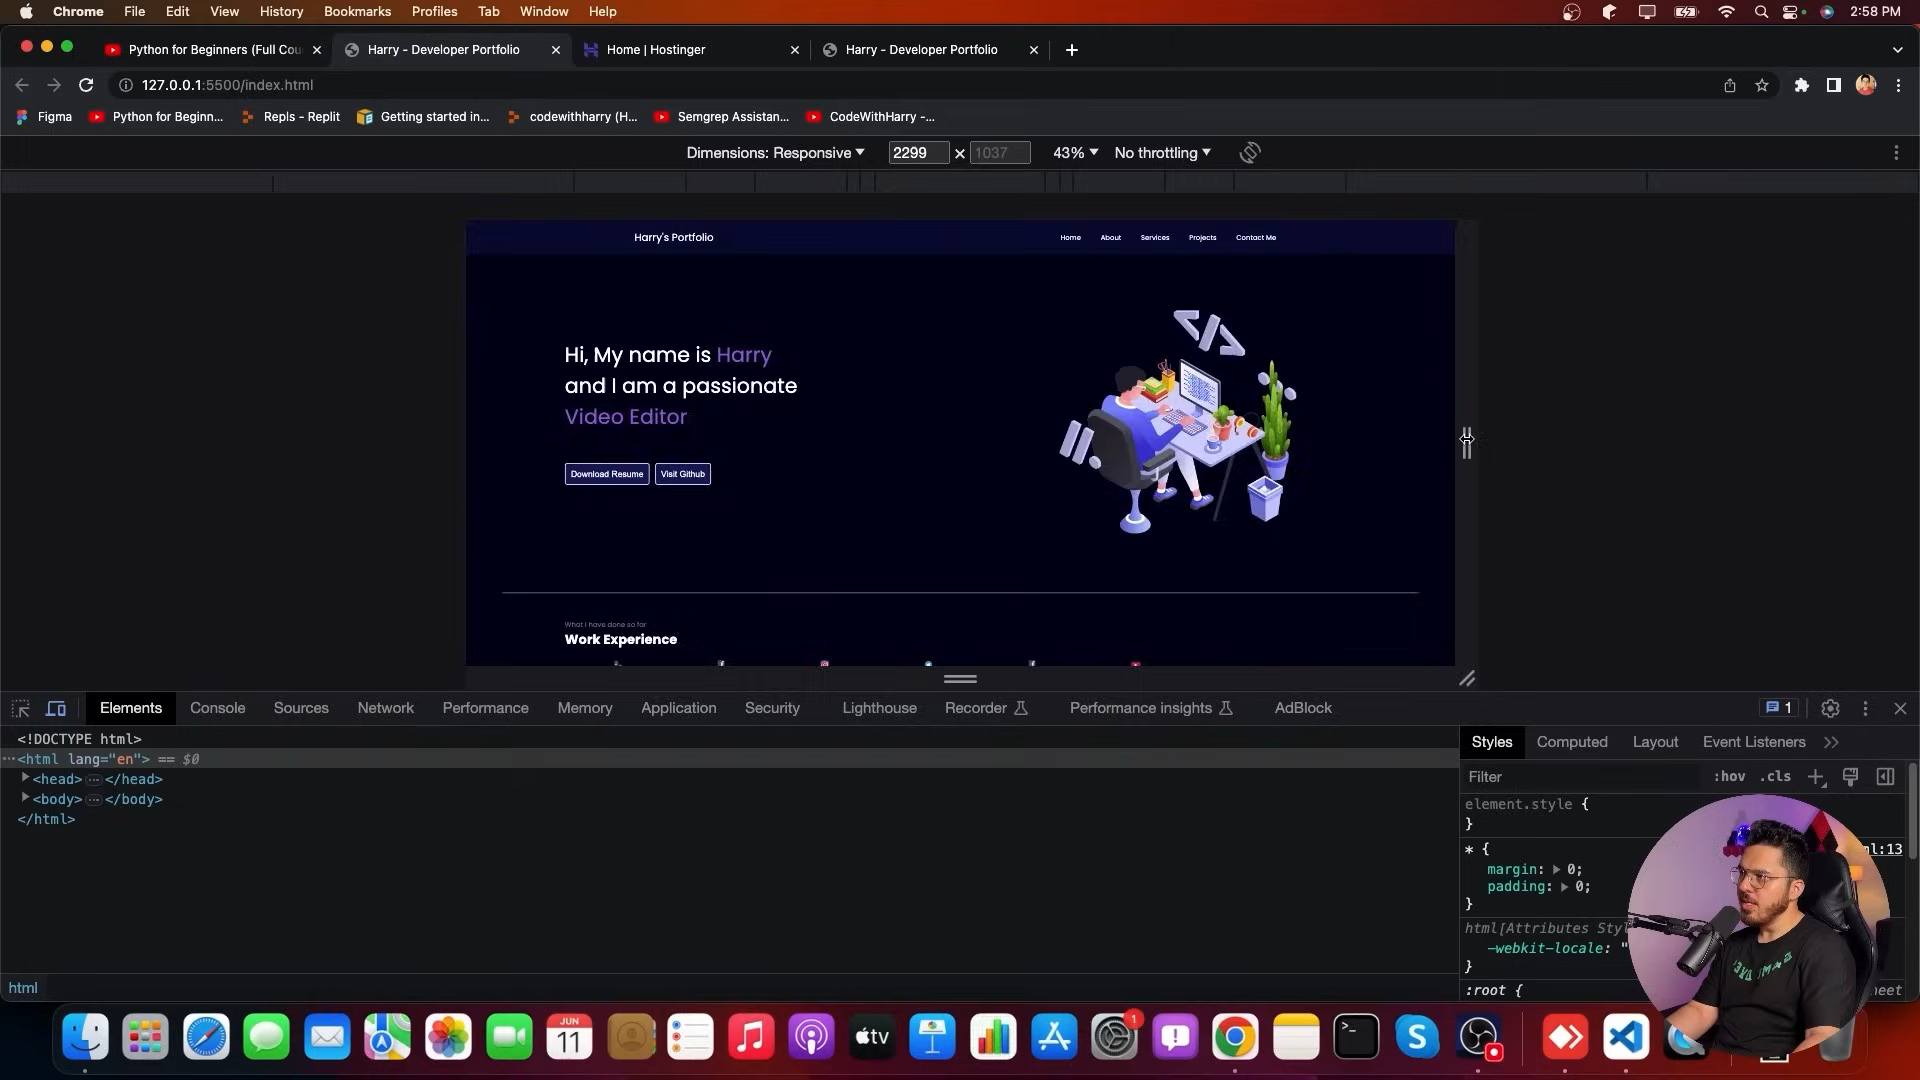 Chrome File Edit View History Bookmarks Profiles Tab Window Help 2:58 PM
Python for Beginners (Full Cou Harry - Developer Portfolio Home | Hostinger Harry - Developer Portfolio
127.0.0.1:5500/index.html
Figma Python for Beginn... Repls - Replit Getting started in... codewithharry (H... Semgrep Assistan... CodeWithHarry -...
Dimensions: Responsive 2299 × 1037 43% No throttling
Harry's Portfolio Home About Services Projects Contact Me
Hi, My name is Harry
and I am a passionate
Video Editor
Download Resume Visit Github
What I have done so far
Work Experience
Elements Console Sources Network Performance Memory Application Security Lighthouse Recorder Performance insights AdBlock 1
<!DOCTYPE html>
<html lang="en"> == $0
<head> ... </head>
<body> ... </body>
</html>
html
Styles Computed Layout Event Listeners
Filter :hov .cls
element.style {
}
* { nl:13
margin: 0;
padding: 0;
}
html[Attributes Sty
-webkit-locale: "
}
:root { heet
JUN
11
tv
1